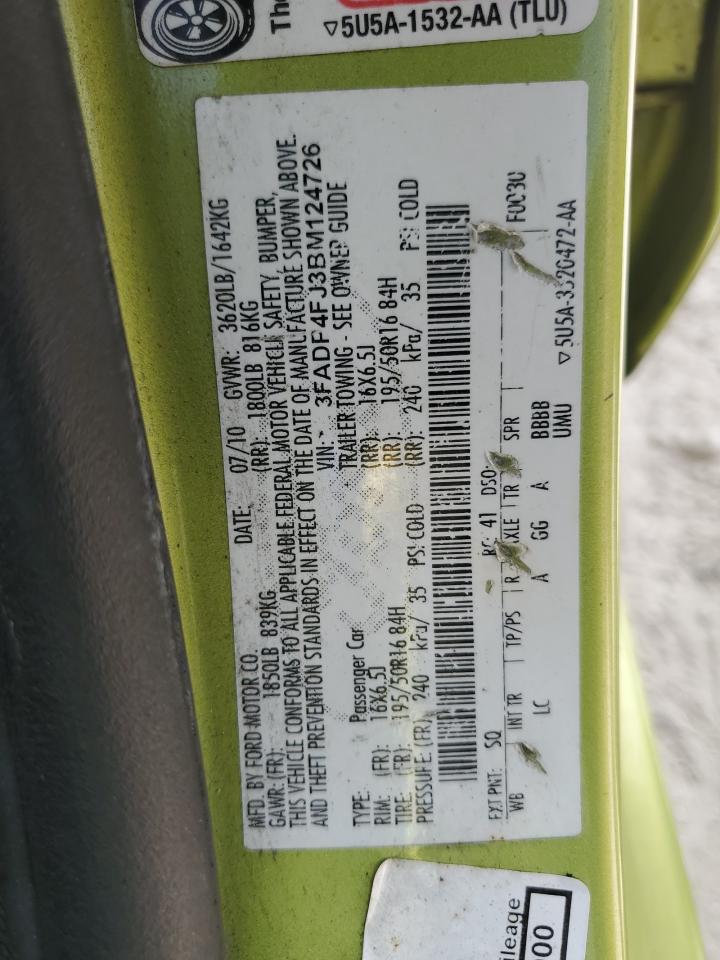 The
▽5U5A-1532-AA (TLU)
MFD. BY FORD MOTOR CO. DATE: 07/10 GVWR: 3620LB/1642KG
GAWR: (FR): 1850LB 839KG (RR): 1800LB 816KG
THIS VEHICLE CONFORMS TO ALL APPLICABLE FEDERAL MOTOR VEHICLE SAFETY, BUMPER,
AND THEFT PREVENTION STANDARDS IN EFFECT ON THE DATE OF MANUFACTURE SHOWN ABOVE.
VIN: 3FADP4FJ3BM124726
TYPE: Passenger Car TRAILER TOWING - SEE OWNER GUIDE
RIM: (FR): 16X6.5J (RR): 16X6.5J
TIRE: (FR): 195/50R16 84H (RR): 195/50R16 84H
PRESSURE: (FR): 240 kPa/ 35 PSI COLD (RR): 240 kPa/ 35 PSI COLD
EXT PNT: SQ RC: 41 DSO: F0030
WB INT TR TP/PS R AXLE TR SPR
LC A GG A BBBB
UMU
▽5U5A-3520472-AA
ileage
00